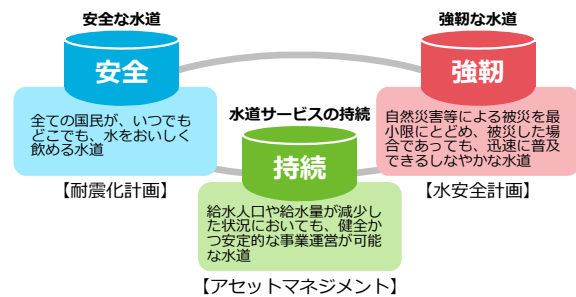 安全な水道
安全
全ての国民が、いつでも
どこでも、水をおいしく
飲める水道
【耐震化計画】
強靭な水道
強靭
自然災害等による被災を最
小限にとどめ、被災した場
合であっても、迅速に普及
できるしなやかな水道
【水安全計画】
水道サービスの持続
持続
給水人口や給水量が減少し
た状況においても、健全か
つ安定的な事業運営が可能
な水道
【アセットマネジメント】